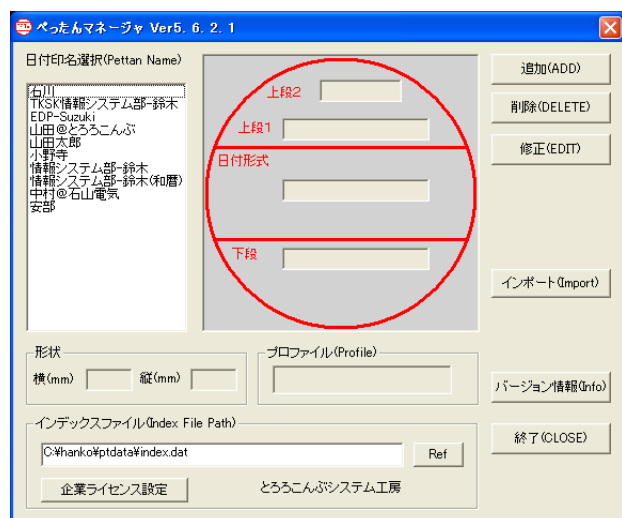 ぺったんマネージャ Ver5. 6. 2. 1
日付印名選択(Pettan Name)
石川
TKSK情報システム部-鈴木
EDP-Suzuki
山田@とろろこんぶ
山田太郎
小野寺
情報システム部-鈴木
情報システム部-鈴木(和暦)
中村@石山電気
安部
上段2
上段1
日付形式
下段
追加(ADD)
削除(DELETE)
修正(EDIT)
インポート(Import)
バージョン情報(Info)
終了(CLOSE)
形状
横(mm)
縦(mm)
プロファイル(Profile)
インデックスファイル(Index File Path)
C:¥hanko¥ptdata¥index.dat
Ref
企業ライセンス設定
とろろこんぶシステム工房